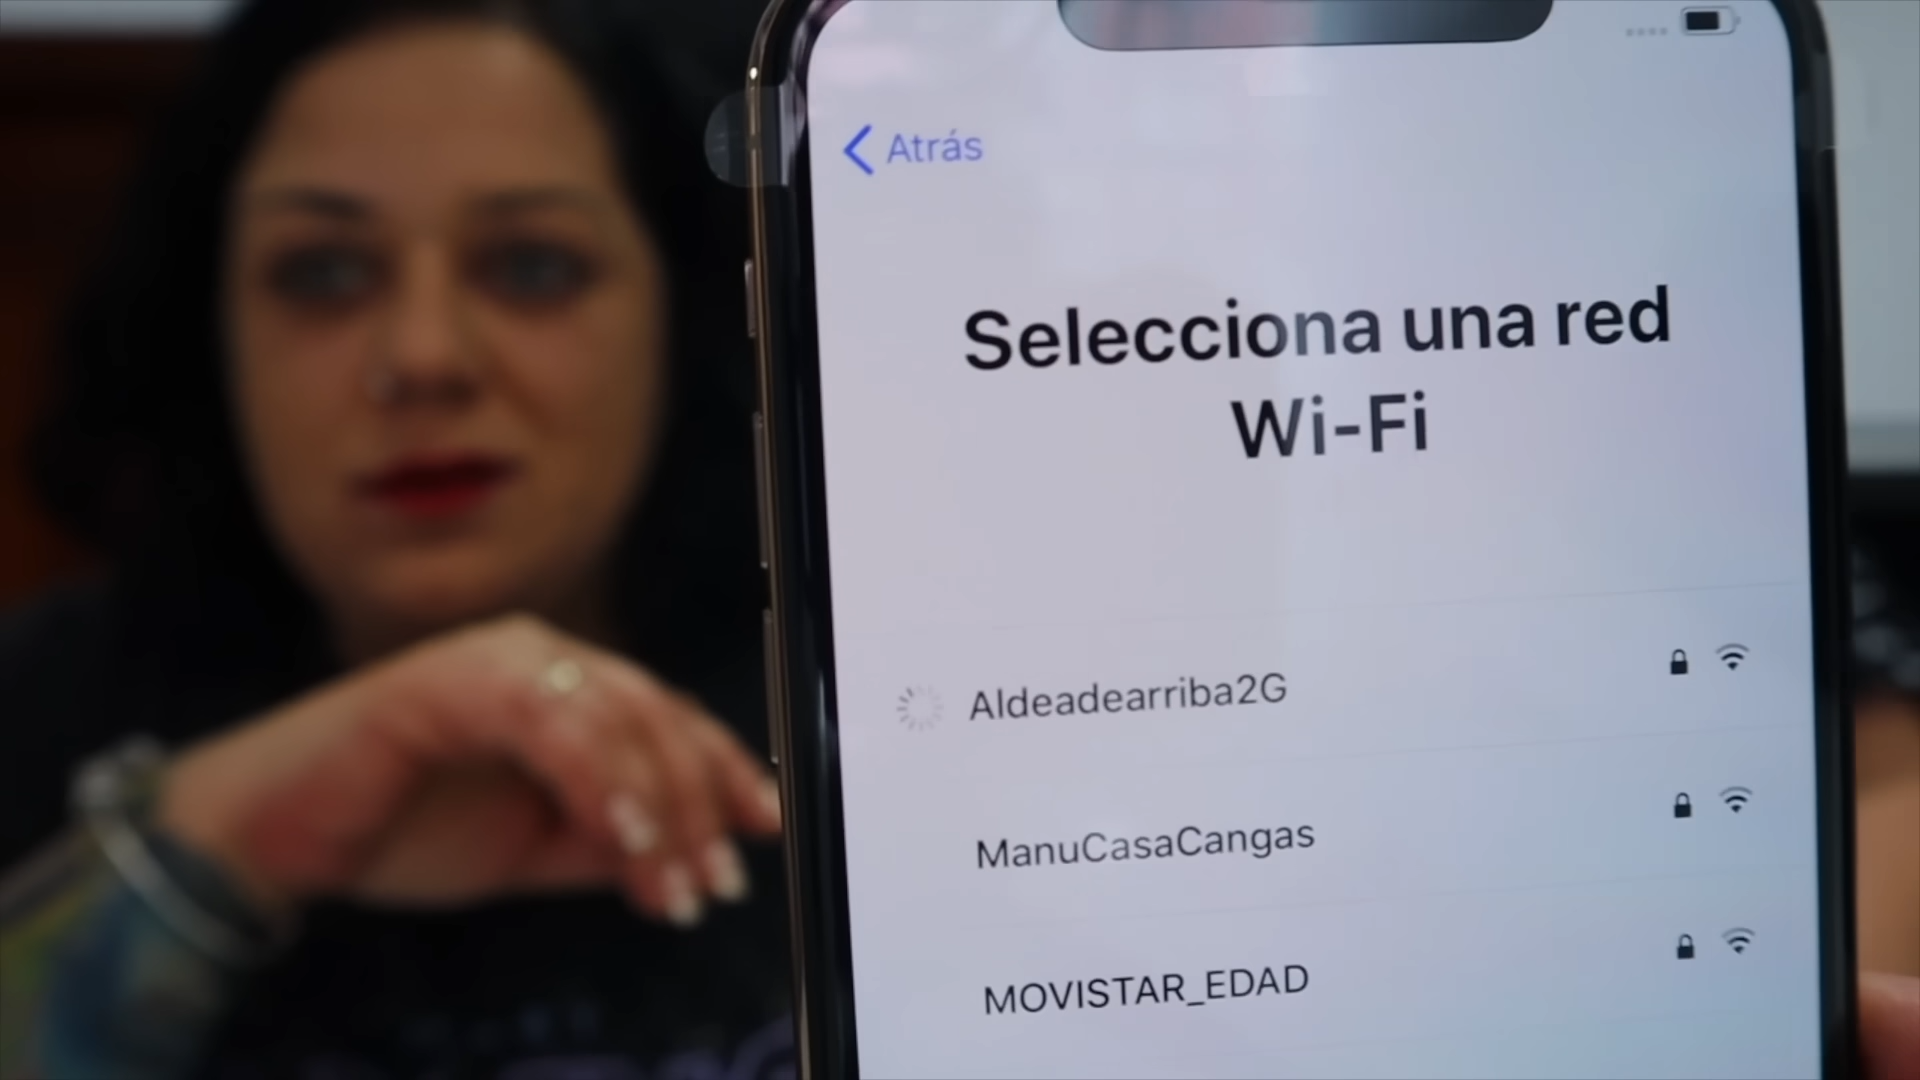 Atrás
Selecciona una red
Wi-Fi
Aldeadearriba2G
ManuCasaCangas
MOVISTAR_EDAD